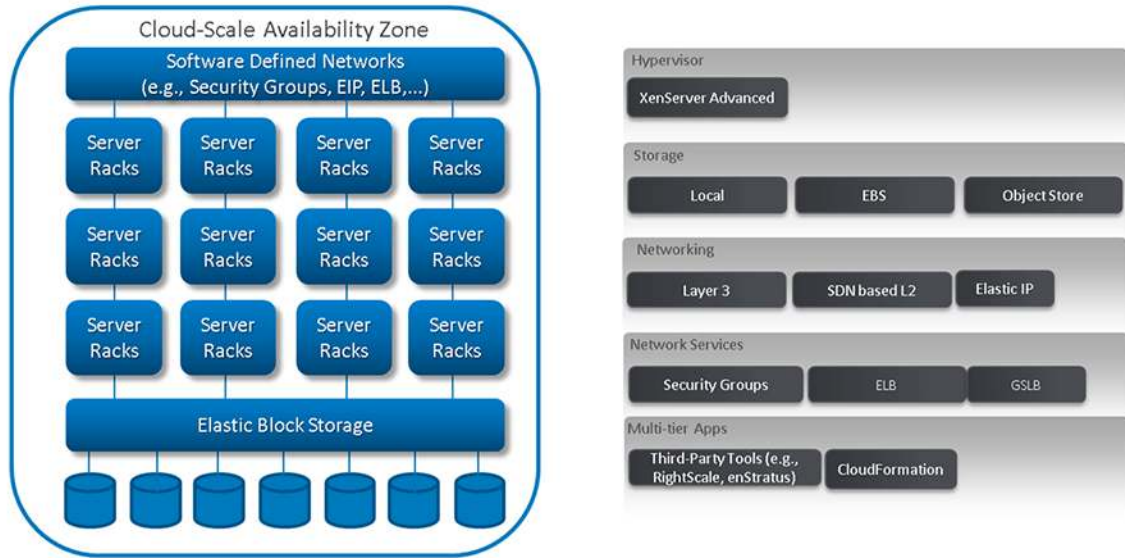 Cloud-Scale Availability Zone
Software Defined Networks
(e.g., Security Groups, EIP, ELB,...)
Server Racks
Server Racks
Server Racks
Server Racks
Server Racks
Server Racks
Server Racks
Server Racks
Server Racks
Server Racks
Server Racks
Server Racks
Elastic Block Storage
Hypervisor
XenServer Advanced
Storage
Local
EBS
Object Store
Networking
Layer 3
SDN based L2
Elastic IP
Network Services
Security Groups
ELB
GSLB
Multi-tier Apps
Third-Party Tools (e.g.,
RightScale, enStratus)
CloudFormation